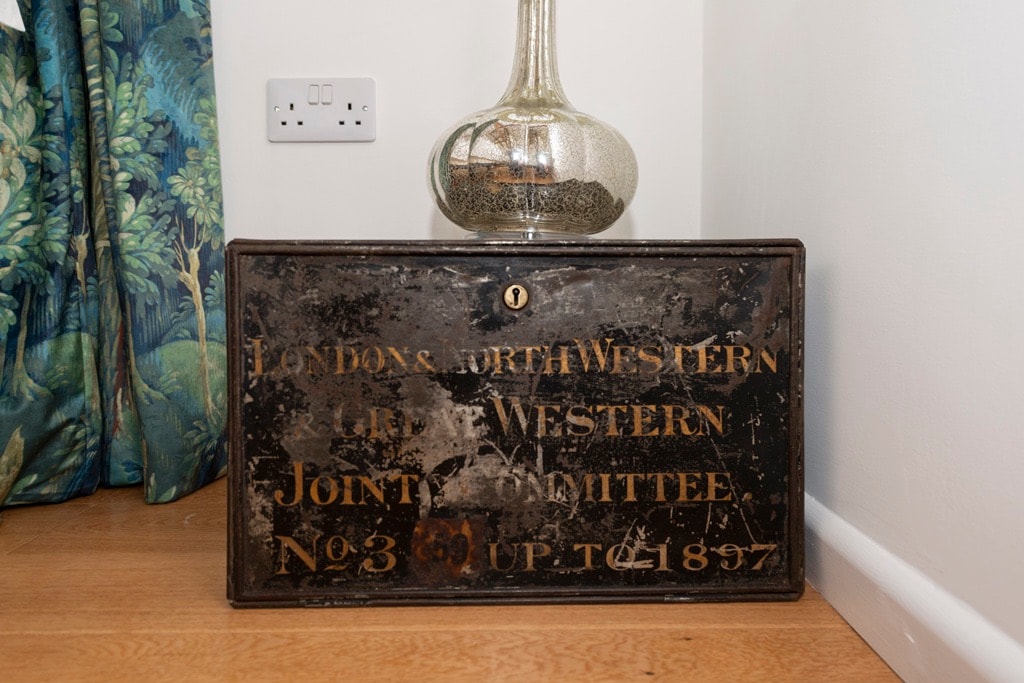 LONDON & NORTH WESTERN
& GREAT WESTERN
JOINT COMMITTEE.
No 3 UP TO 1897